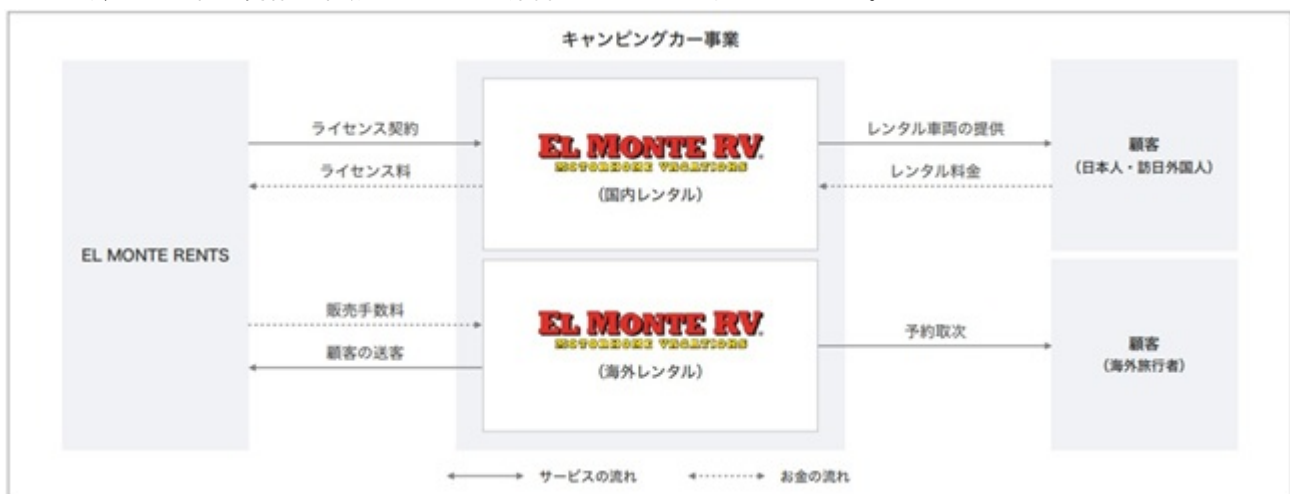 キャンピングカー事業
EL MONTE RENTS
ライセンス契約
ライセンス料
EL MONTE RV
MOTORHOME VACATIONS
(国内レンタル)
レンタル車両の提供
レンタル料金
顧客
(日本人・訪日外国人)
販売手数料
顧客の送客
EL MONTE RV
MOTORHOME VACATIONS
(海外レンタル)
予約取次
顧客
(海外旅行者)
サービスの流れ
お金の流れ